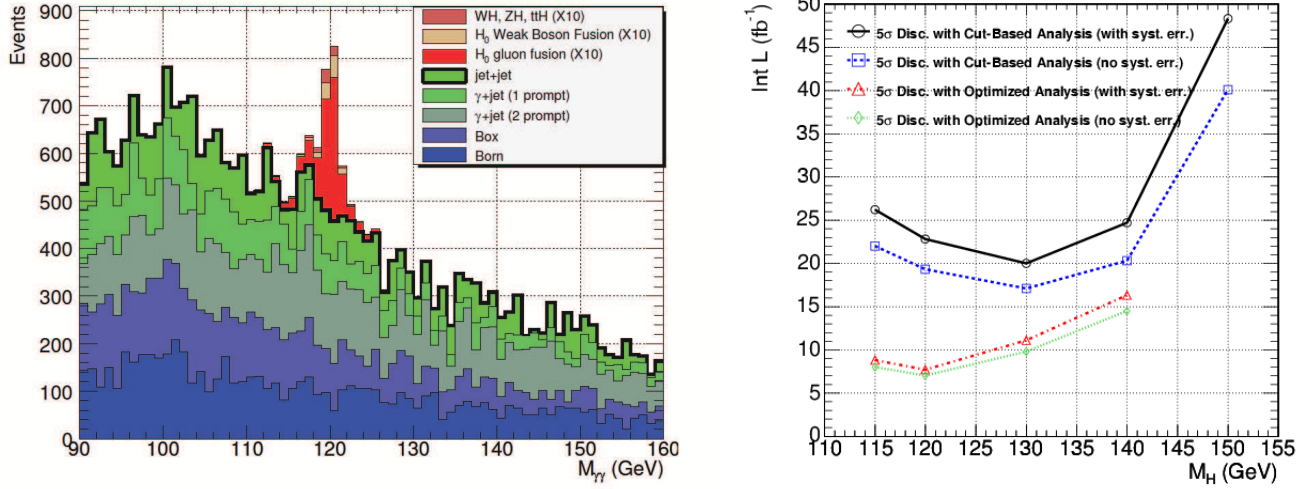 Events
900
800
700
600
500
400
300
200
100
0
90
100
110
120
130
140
150
160
M_γγ (GeV)
WH, ZH, ttH (X10)
H₀ Weak Boson Fusion (X10)
H₀ gluon fusion (X10)
jet+jet
γ+jet (1 prompt)
γ+jet (2 prompt)
Box
Born
Int L (fb⁻¹)
50
45
40
35
30
25
20
15
10
5
0
110
115
120
125
130
135
140
145
150
155
M_H (GeV)
5σ Disc. with Cut-Based Analysis (with syst. err.)
5σ Disc. with Cut-Based Analysis (no syst. err.)
5σ Disc. with Optimized Analysis (with syst. err.)
5σ Disc. with Optimized Analysis (no syst. err.)